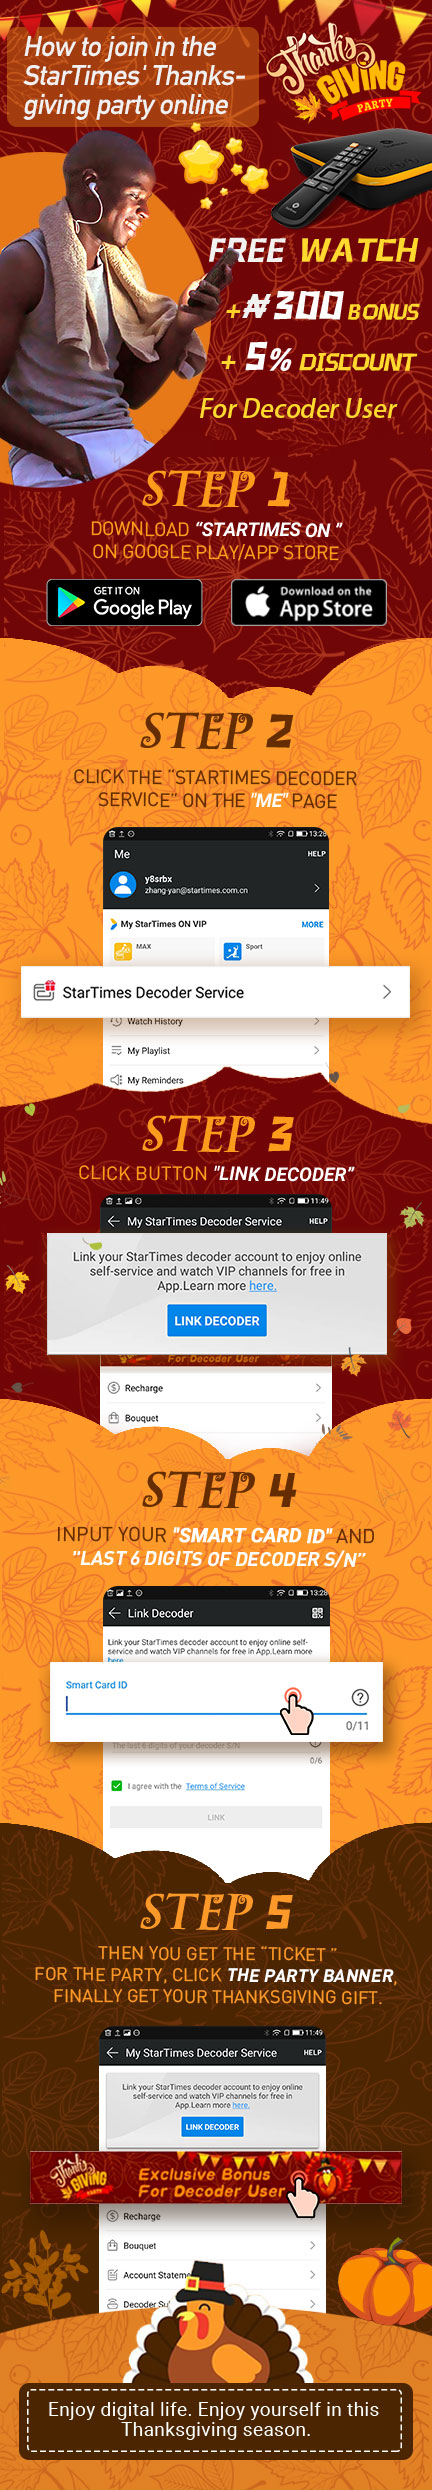 How to join in the
StarTimes' Thanks-
giving party online
Thanks
GIVING
PARTY
FREE WATCH
+₦300 BONUS
+ 5% DISCOUNT
For Decoder User
STEP 1
DOWNLOAD “STARTIMES ON ”
ON GOOGLE PLAY/APP STORE
GET IT ON
Google Play
Download on the
App Store
STEP 2
CLICK THE “STARTIMES DECODER
SERVICE” ON THE "ME" PAGE
13:28
Me
HELP
y8srbx
zhang-yan@startimes.com.cn
My StarTimes ON VIP
MORE
MAX
Sport
StarTimes Decoder Service
Watch History
My Playlist
My Reminders
STEP 3
CLICK BUTTON "LINK DECODER”
11:49
My StarTimes Decoder Service
HELP
Link your StarTimes decoder account to enjoy online
self-service and watch VIP channels for free in
App.Learn more here.
LINK DECODER
For Decoder User
Recharge
Bouquet
STEP 4
INPUT YOUR "SMART CARD ID" AND
"LAST 6 DIGITS OF DECODER S/N”
13:28
Link Decoder
Link your StarTimes decoder account to enjoy online self-
service and watch VIP channels for free in App.Learn more
here.
Smart Card ID
0/11
The last 6 digits of your decoder S/N
0/6
I agree with the Terms of Service
LINK
STEP 5
THEN YOU GET THE “TICKET ”
FOR THE PARTY, CLICK THE PARTY BANNER,
FINALLY GET YOUR THANKSGIVING GIFT.
11:49
My StarTimes Decoder Service
HELP
Link your StarTimes decoder account to enjoy online
self-service and watch VIP channels for free in
App.Learn more here.
LINK DECODER
Thanks
GIVING
PARTY
Exclusive Bonus
For Decoder User
Recharge
Bouquet
Account Stateme
Decoder Su
Enjoy digital life. Enjoy yourself in this
Thanksgiving season.